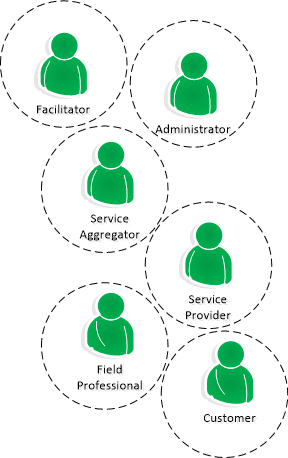 Facilitator
Administrator
Service
Aggregator
Service
Provider
Field
Professional
Customer